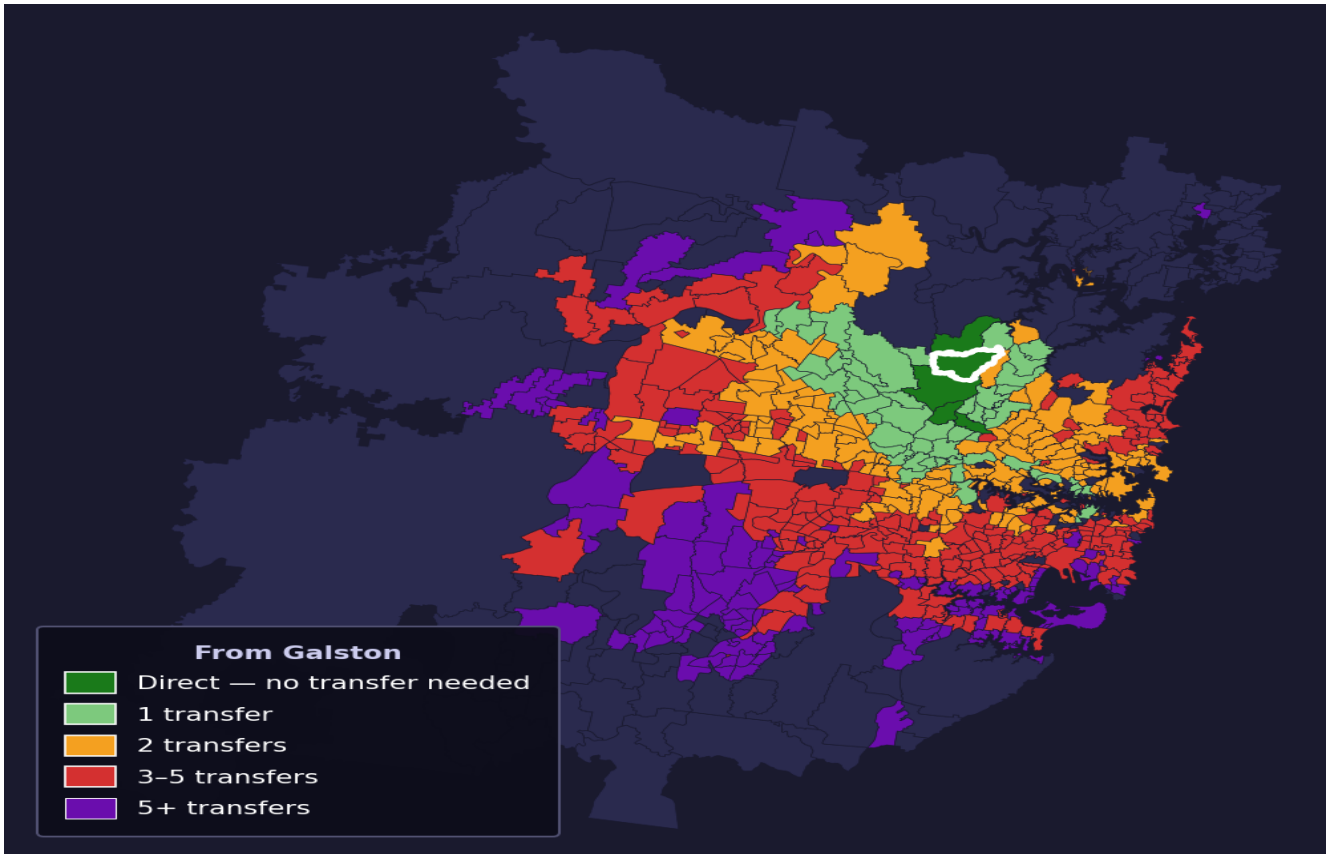 From Galston
Direct — no transfer needed
1 transfer
2 transfers
3–5 transfers
5+ transfers